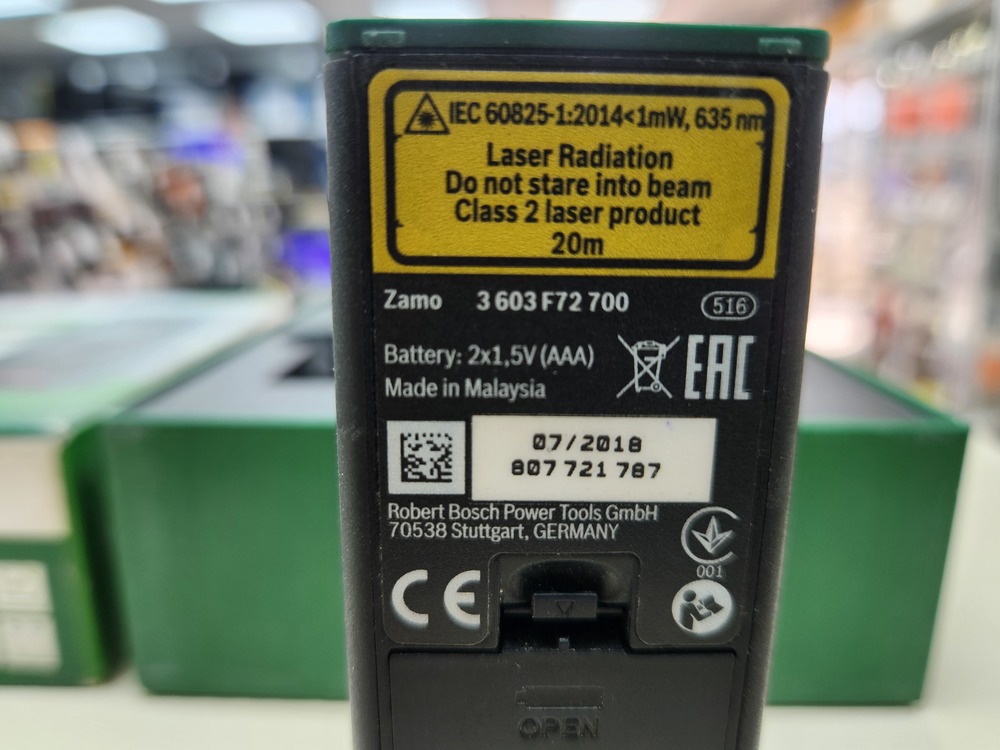 IEC 60825-1:2014<1mW, 635 nm
Laser Radiation
Do not stare into beam
Class 2 laser product
20m
Zamo 3 603 F72 700 516
Battery: 2x1,5V (AAA)
Made in Malaysia
EAC
07/2018
807 721 787
Robert Bosch Power Tools GmbH
70538 Stuttgart, GERMANY
001
CE
OPEN